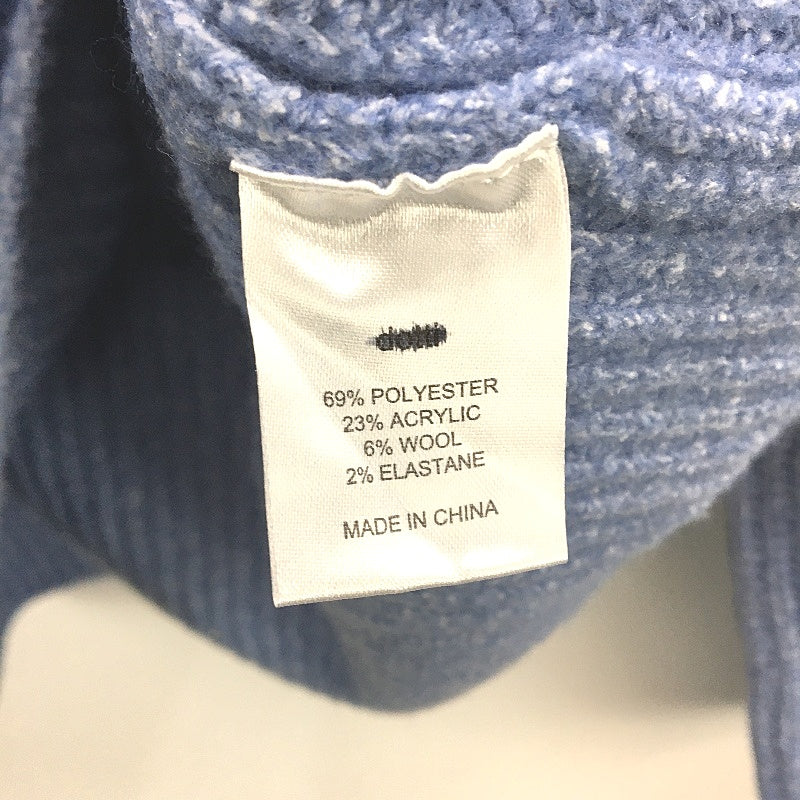 69% POLYESTER
23% ACRYLIC
6% WOOL
2% ELASTANE
MADE IN CHINA